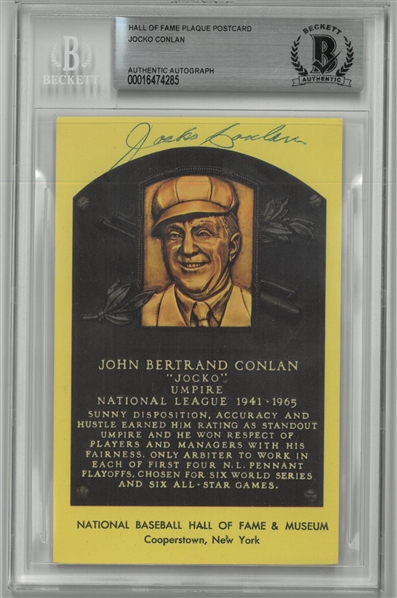 HALL OF FAME PLAQUE POSTCARD
JOCKO CONLAN
AUTHENTIC AUTOGRAPH
00016474285
BECKETT
BECKETT
AUTHENTIC
Jocko Conlan
JOHN BERTRAND CONLAN
"JOCKO"
UMPIRE
NATIONAL LEAGUE 1941-1965
SUNNY DISPOSITION, ACCURACY AND
HUSTLE EARNED HIM RATING AS STANDOUT
UMPIRE AND HE WON RESPECT OF
PLAYERS AND MANAGERS WITH HIS
FAIRNESS. ONLY ARBITER TO WORK IN
EACH OF FIRST FOUR N.L. PENNANT
PLAYOFFS. CHOSEN FOR SIX WORLD SERIES
AND SIX ALL-STAR GAMES.
NATIONAL BASEBALL HALL OF FAME & MUSEUM
Cooperstown, New York